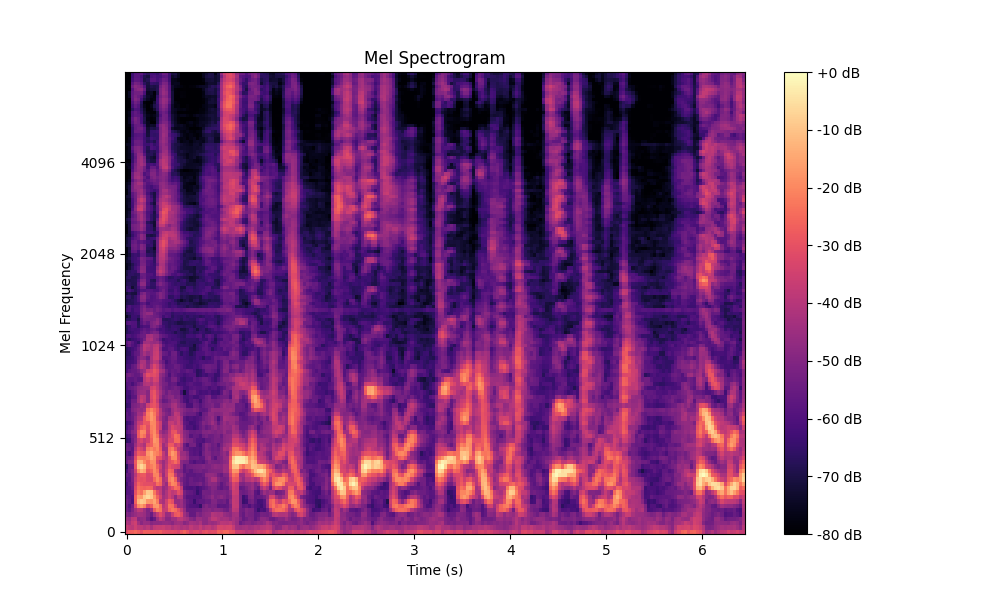 Mel Spectrogram
+0 dB
-10 dB
-20 dB
-30 dB
-40 dB
-50 dB
-60 dB
-70 dB
-80 dB
Mel Frequency
4096
2048
1024
512
0
0 1 2 3 4 5 6
Time (s)